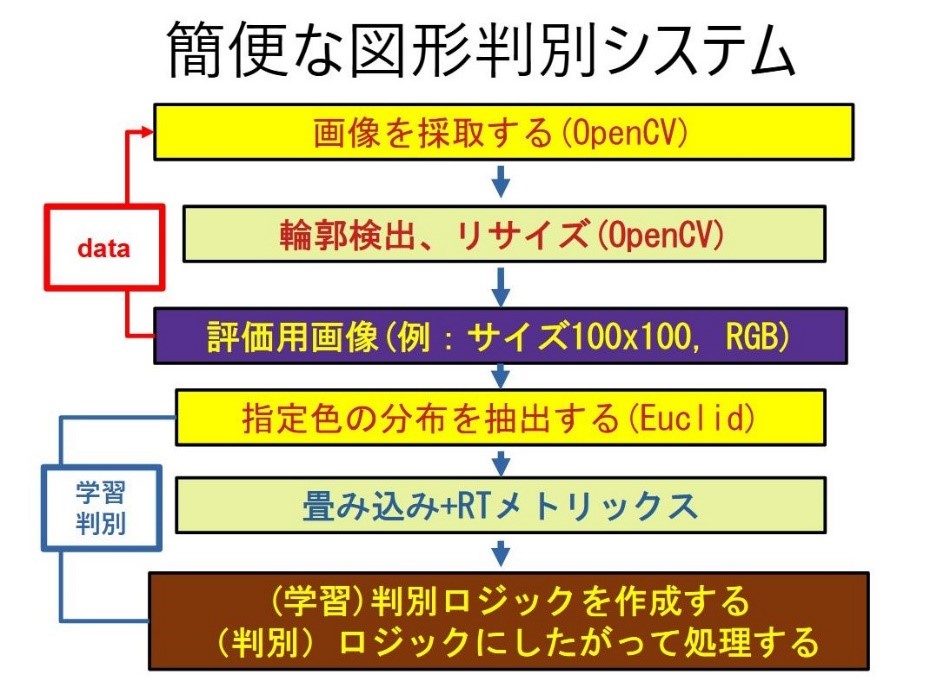 簡便な図形判別システム
画像を採取する(OpenCV)
data
輪郭検出、リサイズ(OpenCV)
評価用画像(例：サイズ100x100, RGB)
指定色の分布を抽出する(Euclid)
学習
判別
畳み込み+RTメトリックス
(学習)判別ロジックを作成する
(判別) ロジックにしたがって処理する